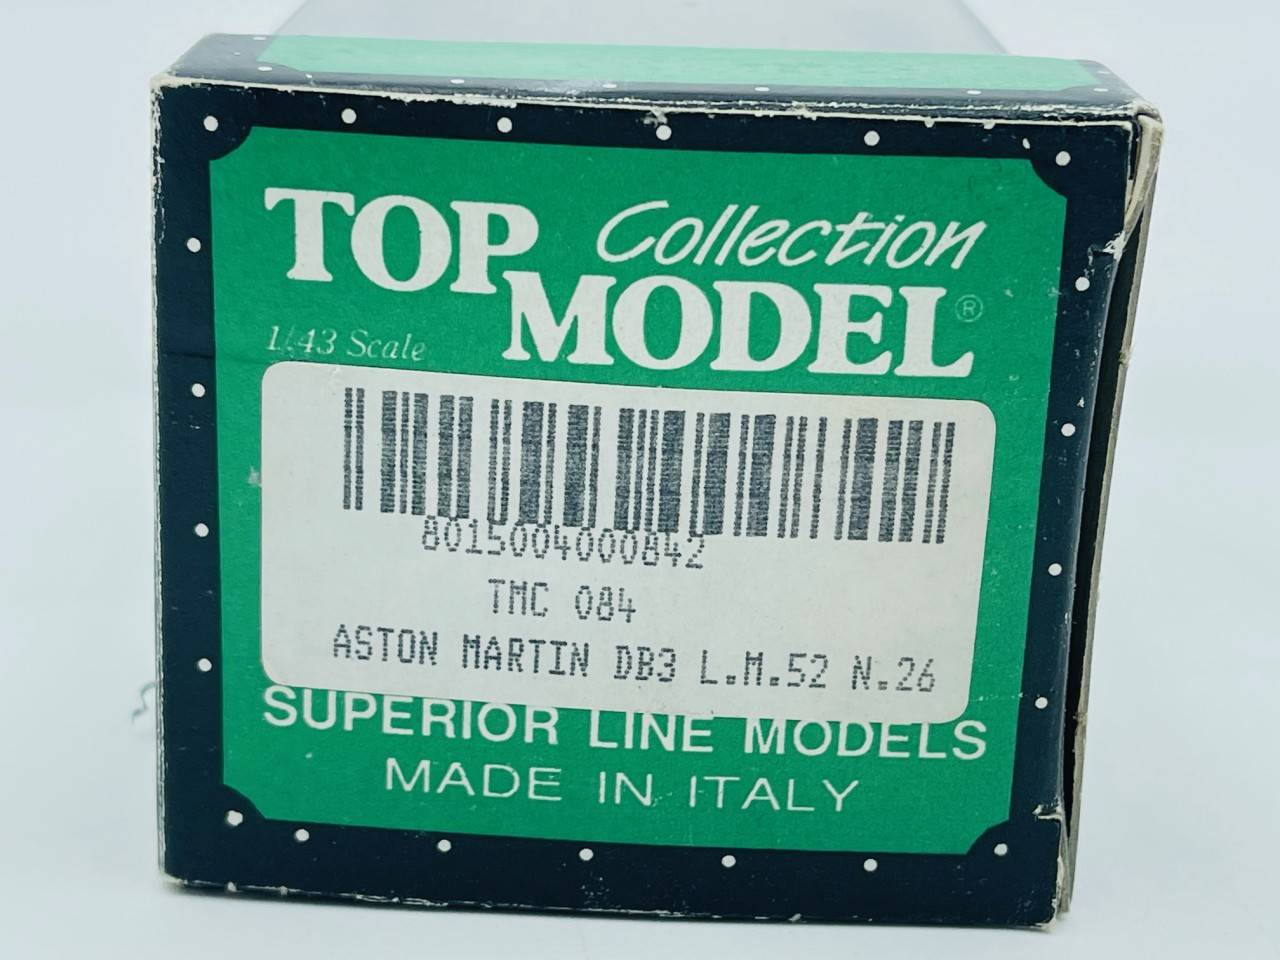 TOP Collection
MODEL ®
1/43 Scale
8015004000842
TMC 084
ASTON MARTIN DB3 L.M.52 N.26
SUPERIOR LINE MODELS
MADE IN ITALY